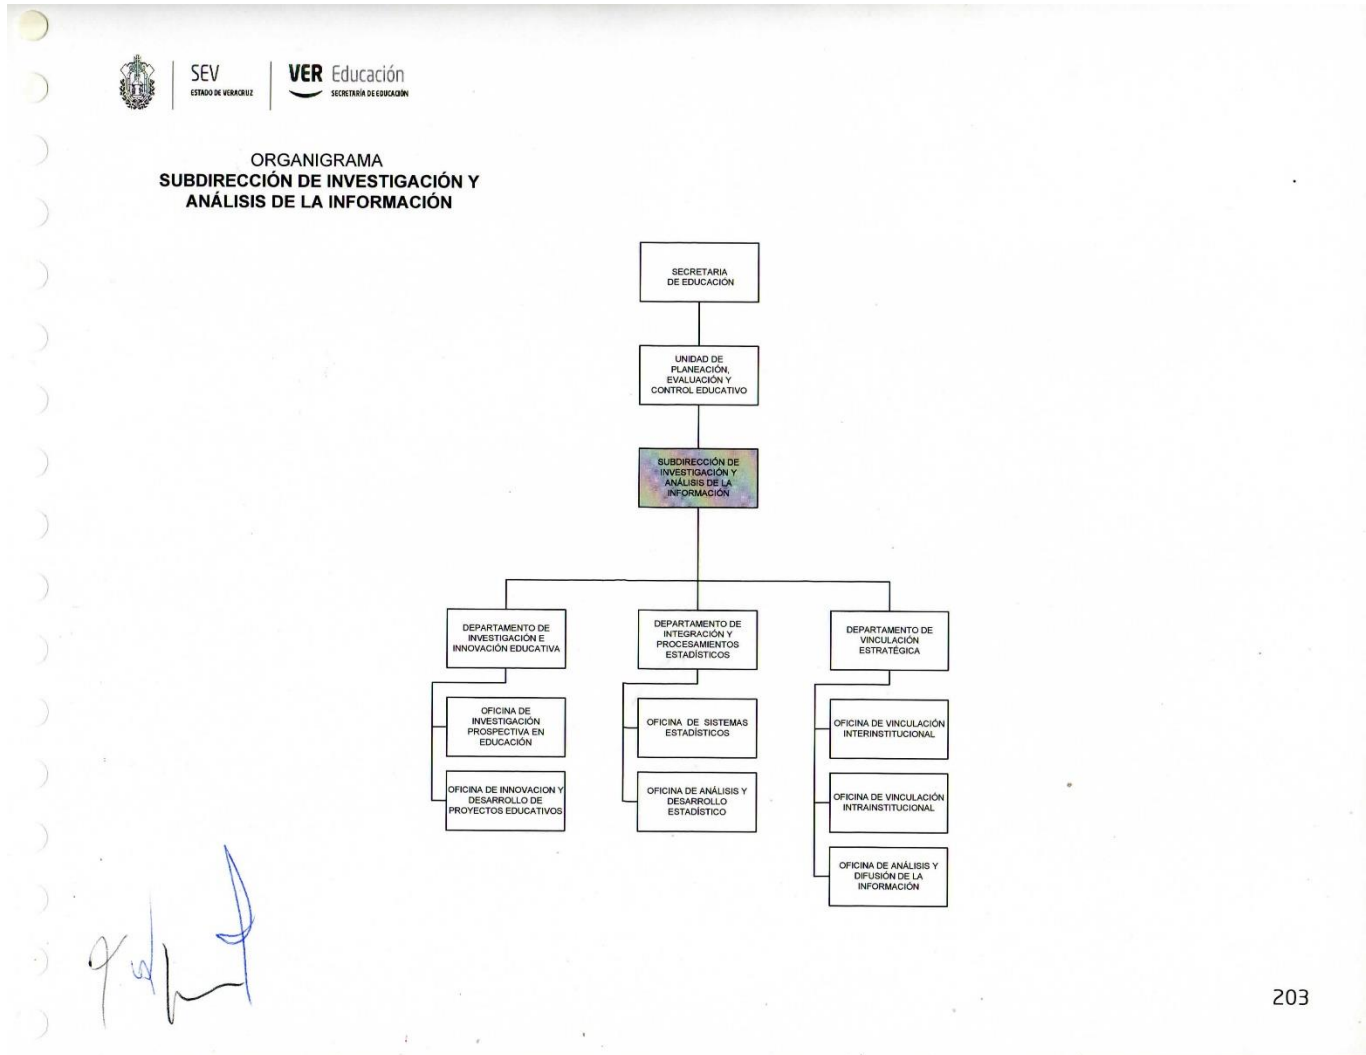 SEV
ESTADO DE VERACRUZ
VER Educación
SECRETARÍA DE EDUCACIÓN
ORGANIGRAMA
SUBDIRECCIÓN DE INVESTIGACIÓN Y
ANÁLISIS DE LA INFORMACIÓN
SECRETARIA
DE EDUCACIÓN
UNIDAD DE
PLANEACIÓN,
EVALUACIÓN Y
CONTROL EDUCATIVO
SUBDIRECCIÓN DE
INVESTIGACIÓN Y
ANÁLISIS DE LA
INFORMACIÓN
DEPARTAMENTO DE
INVESTIGACIÓN E
INNOVACIÓN EDUCATIVA
OFICINA DE
INVESTIGACIÓN
PROSPECTIVA EN
EDUCACIÓN
OFICINA DE INNOVACION Y
DESARROLLO DE
PROYECTOS EDUCATIVOS
DEPARTAMENTO DE
INTEGRACIÓN Y
PROCESAMIENTOS
ESTADÍSTICOS
OFICINA DE SISTEMAS
ESTADÍSTICOS
OFICINA DE ANÁLISIS Y
DESARROLLO
ESTADÍSTICO
DEPARTAMENTO DE
VINCULACIÓN
ESTRATÉGICA
OFICINA DE VINCULACIÓN
INTERINSTITUCIONAL
OFICINA DE VINCULACIÓN
INTRAINSTITUCIONAL
OFICINA DE ANÁLISIS Y
DIFUSIÓN DE LA
INFORMACIÓN
203